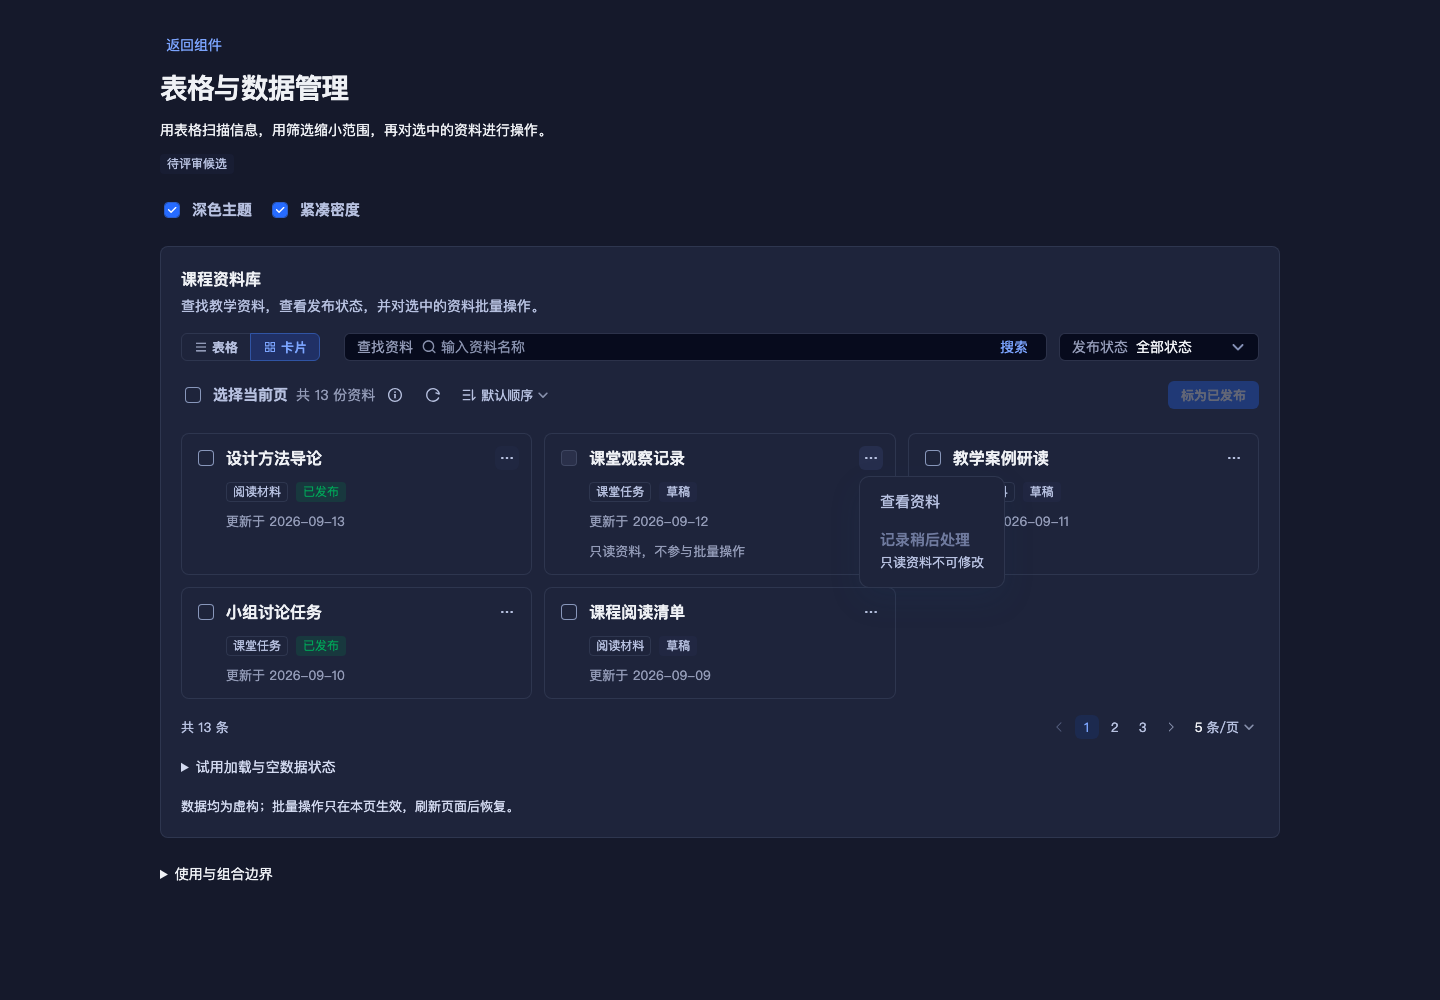 返回组件
表格与数据管理
用表格扫描信息，用筛选缩小范围，再对选中的资料进行操作。
待评审候选
深色主题 紧凑密度
课程资料库
查找教学资料，查看发布状态，并对选中的资料批量操作。
表格 卡片 查找资料 输入资料名称 搜索 发布状态 全部状态
选择当前页 共 13 份资料 默认顺序 标为已发布
设计方法导论
阅读材料 已发布
更新于 2026-09-13
课堂观察记录
课堂任务 草稿
更新于 2026-09-12
只读资料，不参与批量操作
查看资料
记录稍后处理
只读资料不可修改
教学案例研读
草稿
026-09-11
小组讨论任务
课堂任务 已发布
更新于 2026-09-10
课程阅读清单
阅读材料 草稿
更新于 2026-09-09
共 13 条 1 2 3 5 条/页
试用加载与空数据状态
数据均为虚构；批量操作只在本页生效，刷新页面后恢复。
使用与组合边界